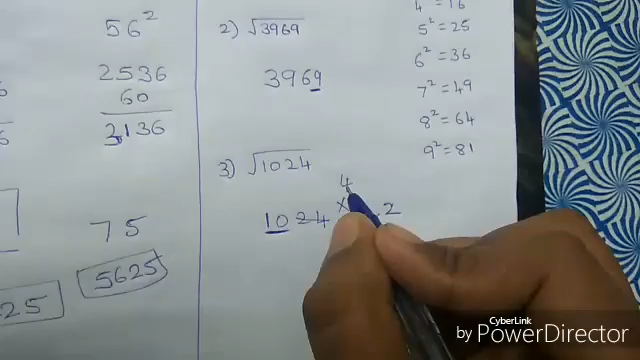 56²
2536
60
3136
75
5625
25
2) √3969
3969
3) √1024
4
1024 × 2
4² = 16
5² = 25
6² = 36
7² = 49
8² = 64
9² = 81
CyberLink
by PowerDirector